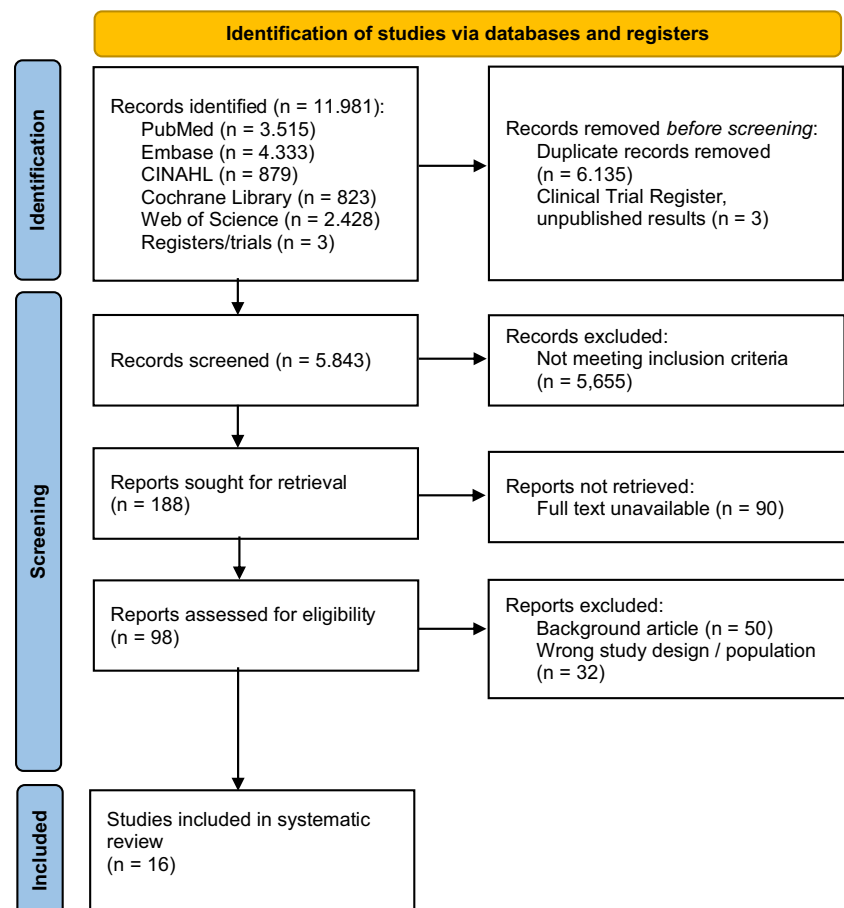 Identification of studies via databases and registers
Identification
Records identified (n = 11.981):
PubMed (n = 3.515)
Embase (n = 4.333)
CINAHL (n = 879)
Cochrane Library (n = 823)
Web of Science (n = 2.428)
Registers/trials (n = 3)
Records removed before screening:
Duplicate records removed
(n = 6.135)
Clinical Trial Register,
unpublished results (n = 3)
Screening
Records screened (n = 5.843)
Records excluded:
Not meeting inclusion criteria
(n = 5,655)
Reports sought for retrieval
(n = 188)
Reports not retrieved:
Full text unavailable (n = 90)
Reports assessed for eligibility
(n = 98)
Reports excluded:
Background article (n = 50)
Wrong study design / population
(n = 32)
Included
Studies included in systematic
review
(n = 16)